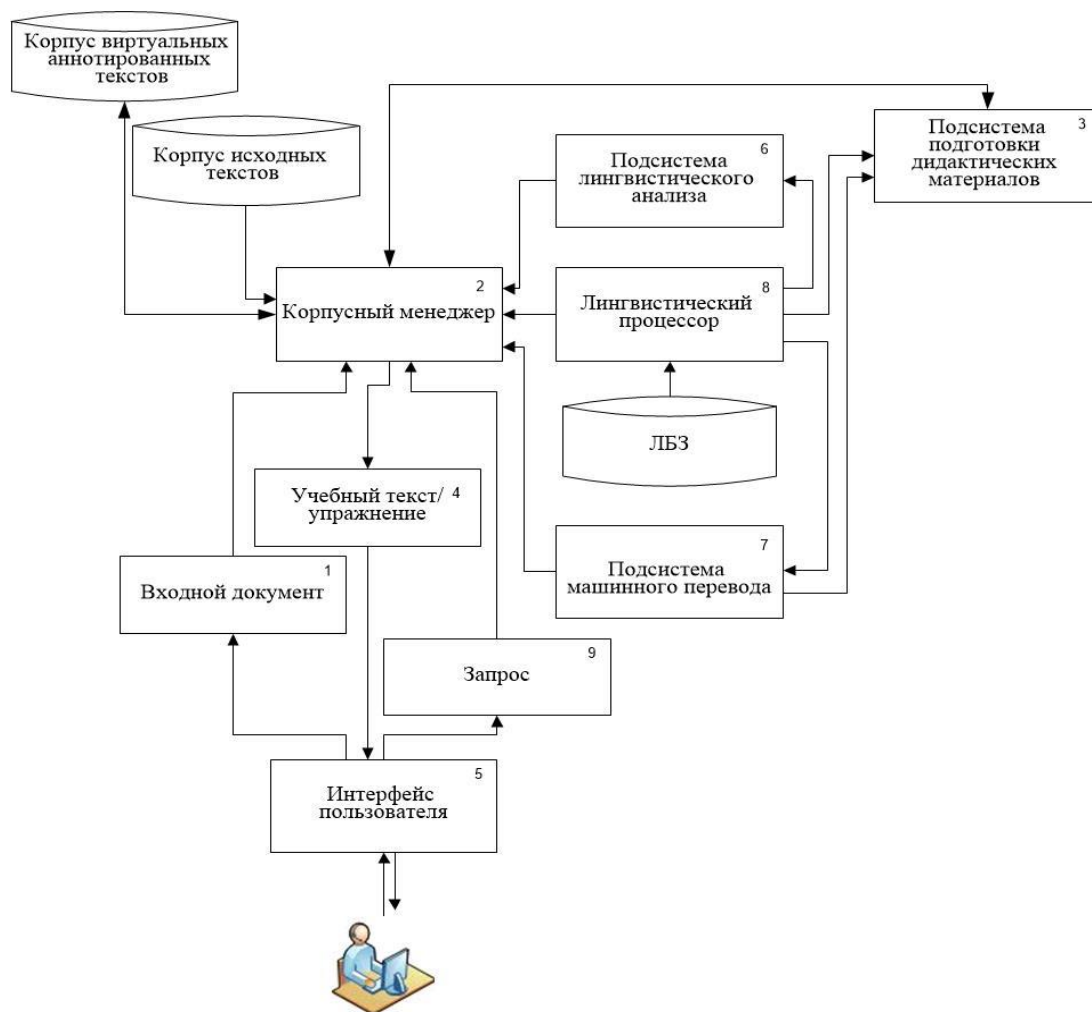 Корпус виртуальных
аннотированных
текстов
Корпус исходных
текстов
3
Подсистема
подготовки
дидактических
материалов
6
Подсистема
лингвистического
анализа
2
Корпусный менеджер
8
Лингвистический
процессор
ЛБЗ
4
Учебный текст/
упражнение
1
Входной документ
7
Подсистема
машинного перевода
9
Запрос
5
Интерфейс
пользователя